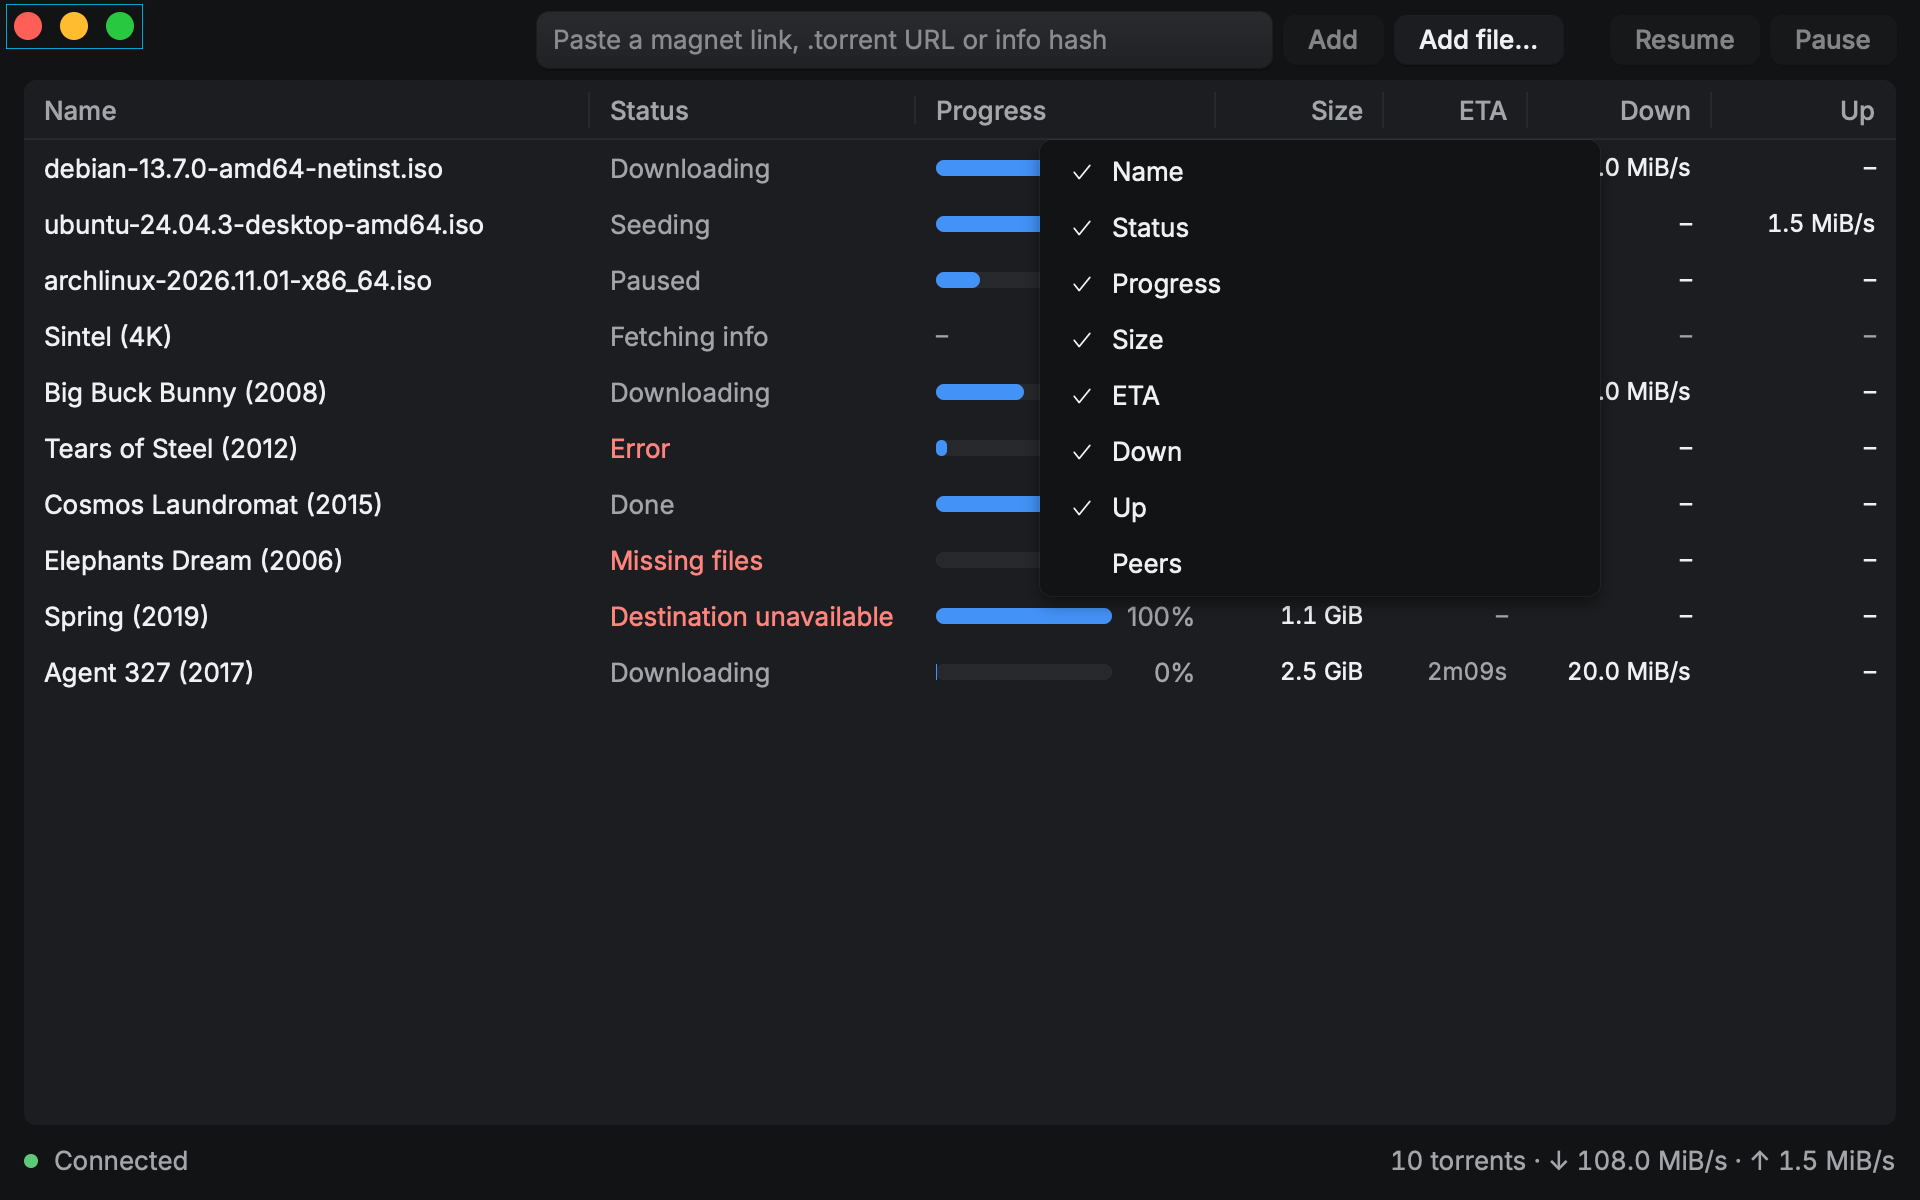 Paste a magnet link, .torrent URL or info hash Add Add file... Resume Pause
Name Status Progress Size ETA Down Up
debian-13.7.0-amd64-netinst.iso Downloading .0 MiB/s –
ubuntu-24.04.3-desktop-amd64.iso Seeding – 1.5 MiB/s
archlinux-2026.11.01-x86_64.iso Paused – –
Sintel (4K) Fetching info – – –
Big Buck Bunny (2008) Downloading .0 MiB/s –
Tears of Steel (2012) Error – –
Cosmos Laundromat (2015) Done – –
Elephants Dream (2006) Missing files – –
Spring (2019) Destination unavailable 100% 1.1 GiB – – –
Agent 327 (2017) Downloading 0% 2.5 GiB 2m09s 20.0 MiB/s –
✓ Name
✓ Status
✓ Progress
✓ Size
✓ ETA
✓ Down
✓ Up
Peers
Connected 10 torrents · ↓ 108.0 MiB/s · ↑ 1.5 MiB/s